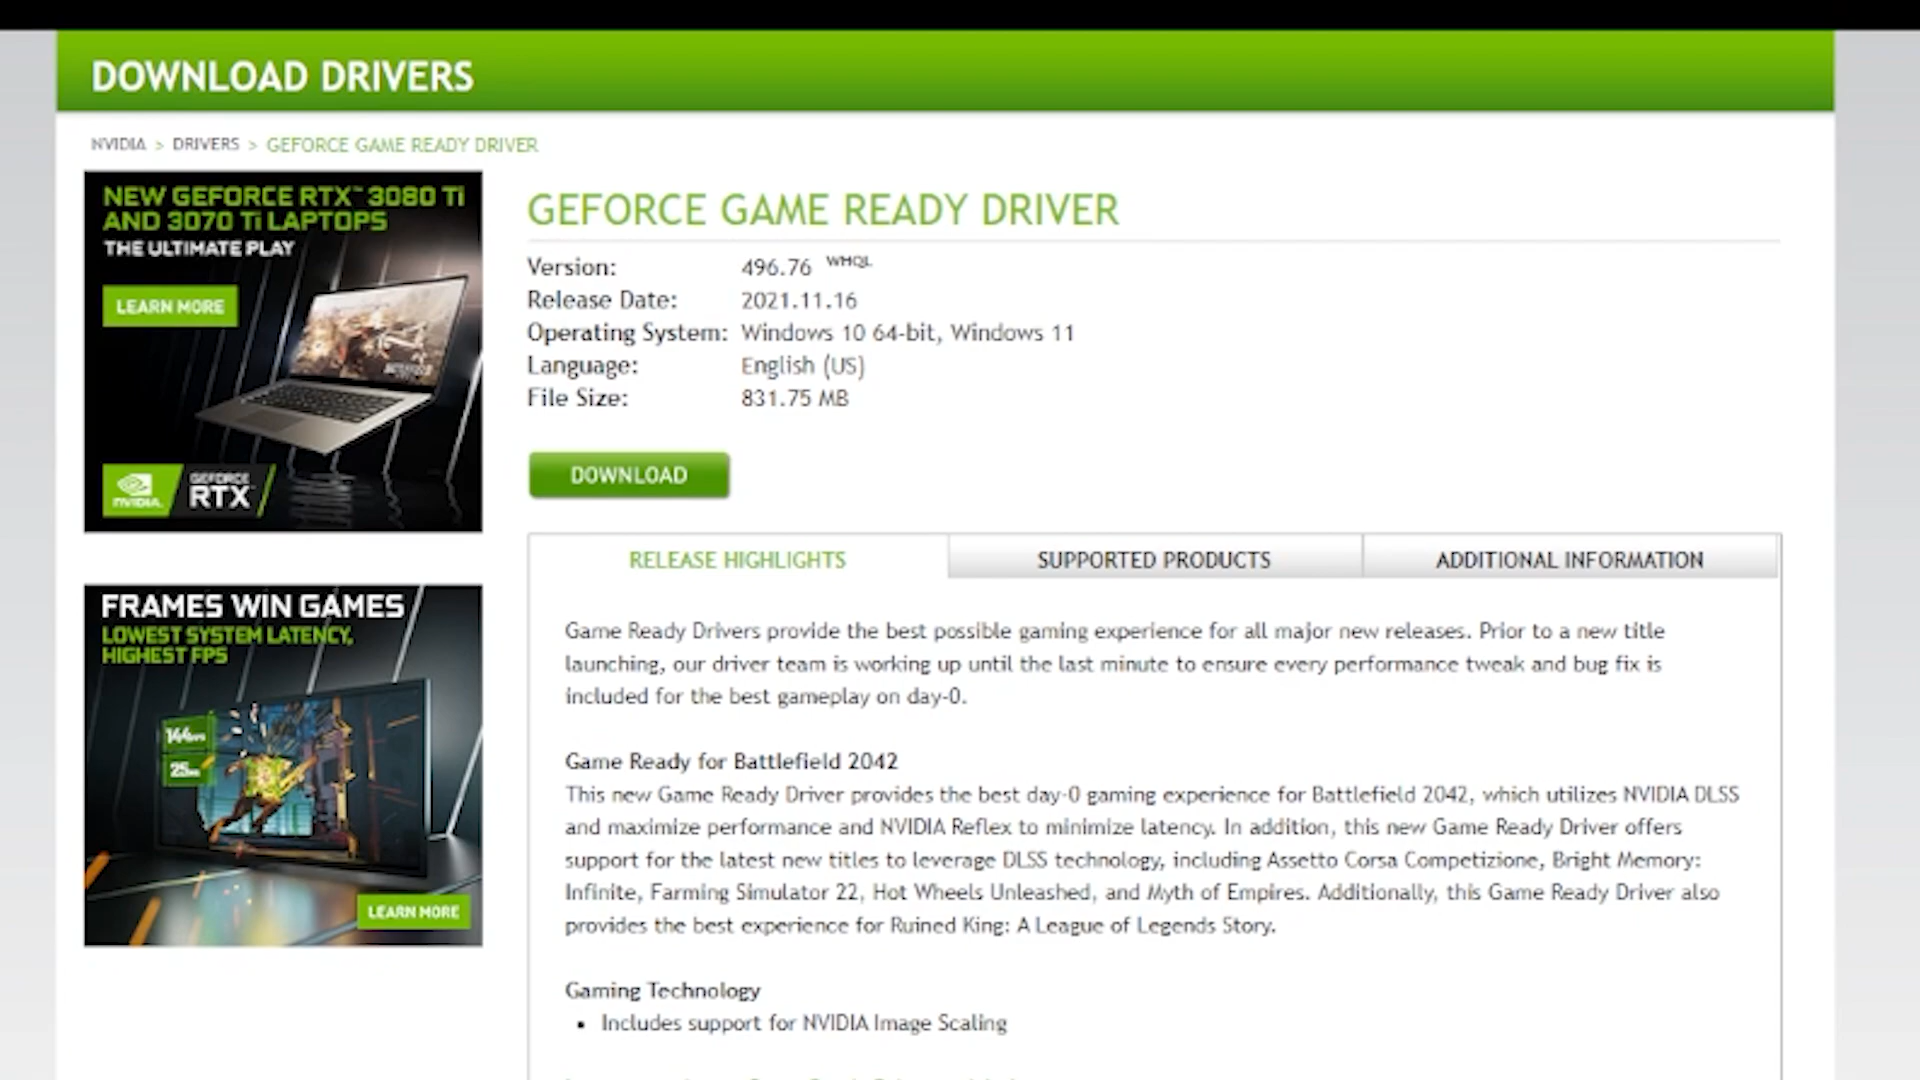 DOWNLOAD DRIVERS
NVIDIA > DRIVERS > GEFORCE GAME READY DRIVER
NEW GEFORCE RTX™ 3080 Ti
AND 3070 Ti LAPTOPS
THE ULTIMATE PLAY
LEARN MORE
NVIDIA.
GEFORCE
RTX
FRAMES WIN GAMES
LOWEST SYSTEM LATENCY,
HIGHEST FPS
144FPS
LEARN MORE
GEFORCE GAME READY DRIVER
Version: 496.76 WHQL
Release Date: 2021.11.16
Operating System: Windows 10 64-bit, Windows 11
Language: English (US)
File Size: 831.75 MB
DOWNLOAD
RELEASE HIGHLIGHTS SUPPORTED PRODUCTS ADDITIONAL INFORMATION
Game Ready Drivers provide the best possible gaming experience for all major new releases. Prior to a new title
launching, our driver team is working up until the last minute to ensure every performance tweak and bug fix is
included for the best gameplay on day-0.
Game Ready for Battlefield 2042
This new Game Ready Driver provides the best day-0 gaming experience for Battlefield 2042, which utilizes NVIDIA DLSS
and maximize performance and NVIDIA Reflex to minimize latency. In addition, this new Game Ready Driver offers
support for the latest new titles to leverage DLSS technology, including Assetto Corsa Competizione, Bright Memory:
Infinite, Farming Simulator 22, Hot Wheels Unleashed, and Myth of Empires. Additionally, this Game Ready Driver also
provides the best experience for Ruined King: A League of Legends Story.
Gaming Technology
• Includes support for NVIDIA Image Scaling